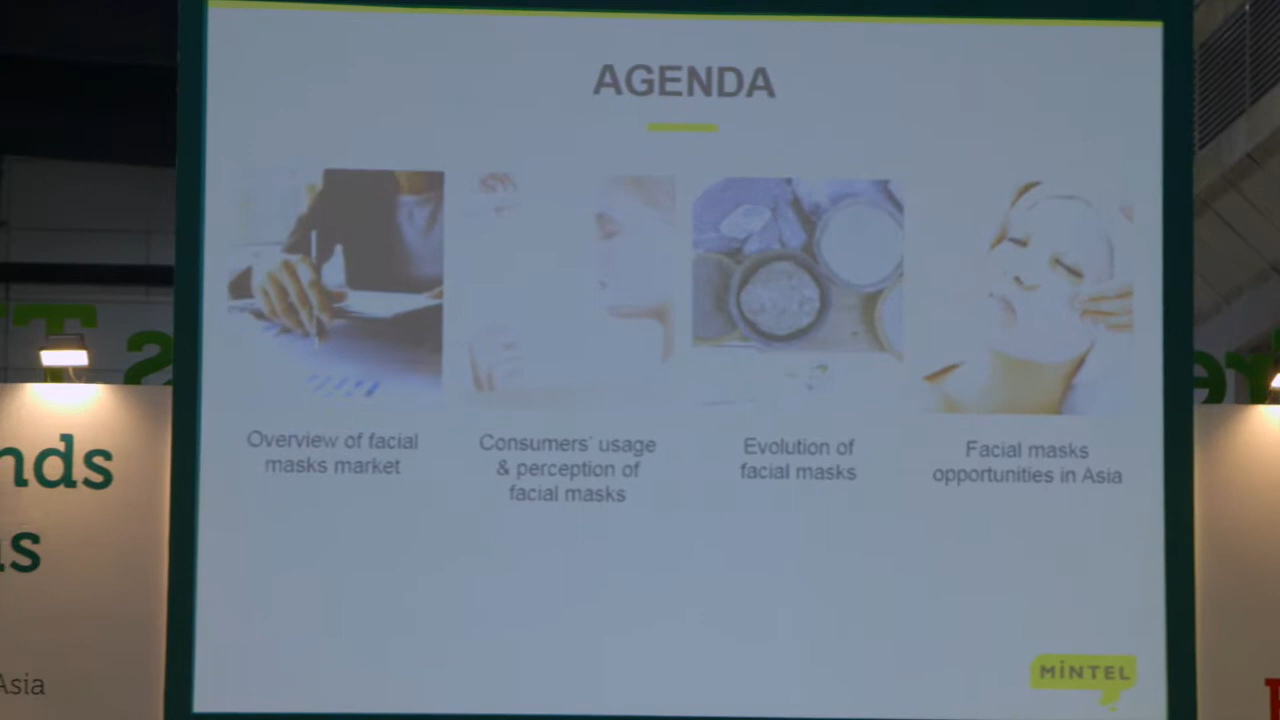 AGENDA
Overview of facial
masks market
Consumers' usage
& perception of
facial masks
Evolution of
facial masks
Facial masks
opportunities in Asia
MiNTEL
nds
s
Asia